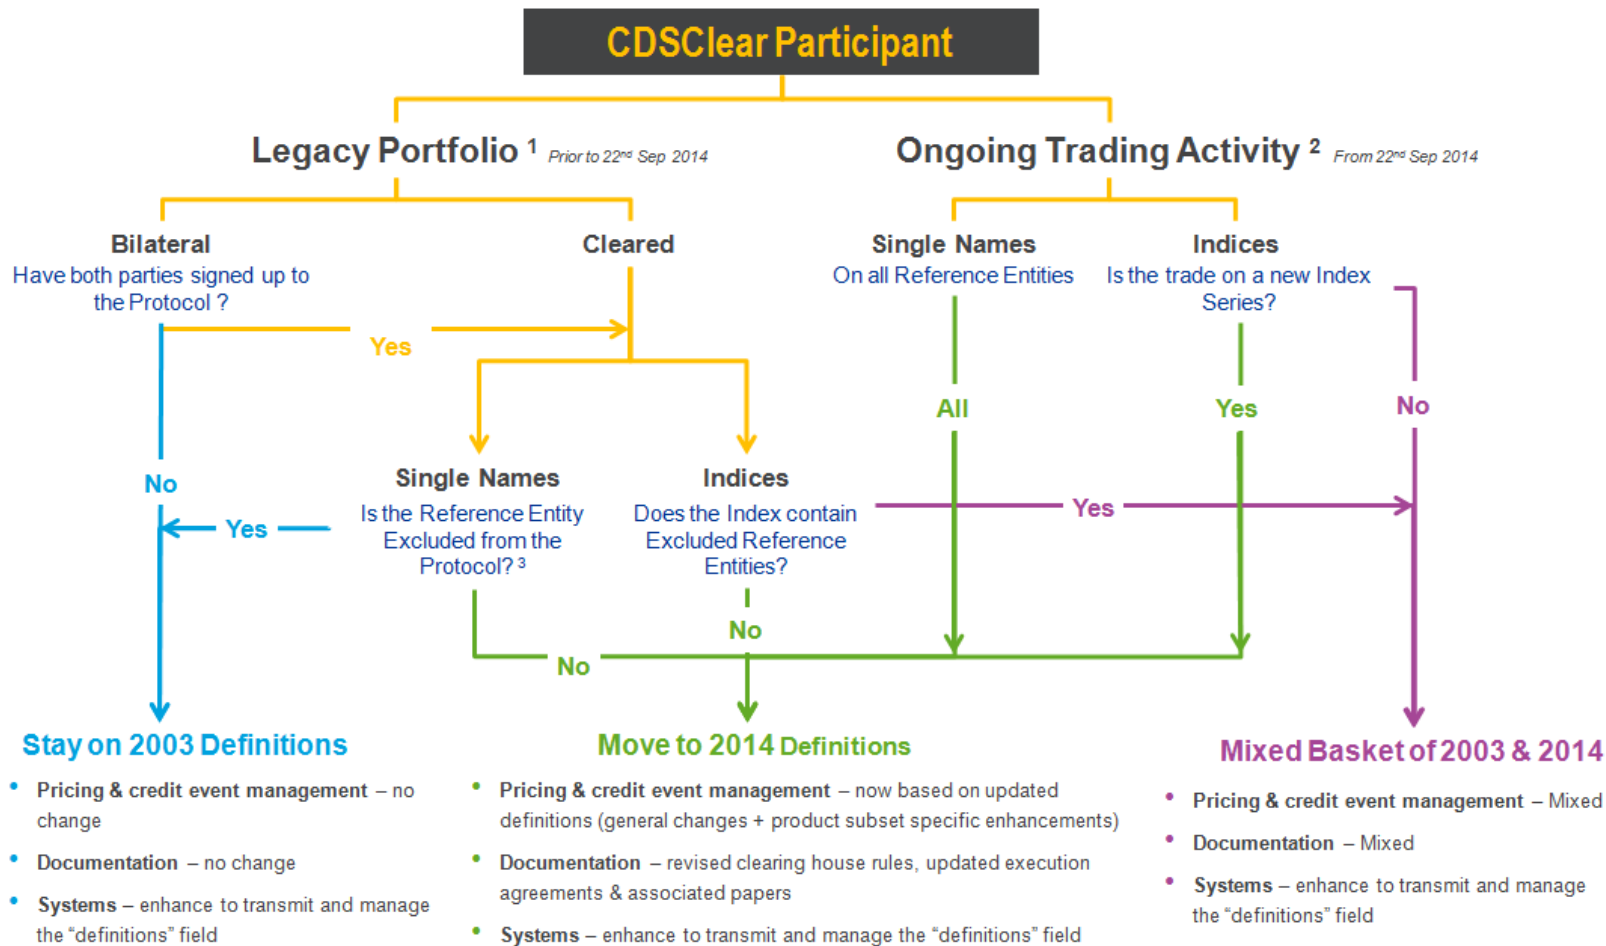 CDSClear Participant
Legacy Portfolio 1 Prior to 22nd Sep 2014
Ongoing Trading Activity 2 From 22nd Sep 2014
Bilateral
Have both parties signed up to
the Protocol ?
Cleared
Single Names
On all Reference Entities
Indices
Is the trade on a new Index
Series?
Yes
All
Yes
No
No
Single Names
Is the Reference Entity
Excluded from the
Protocol? 3
Indices
Does the Index contain
Excluded Reference
Entities?
Yes
Yes
No
No
Stay on 2003 Definitions
• Pricing & credit event management – no
change
• Documentation – no change
• Systems – enhance to transmit and manage
the “definitions” field
Move to 2014 Definitions
• Pricing & credit event management – now based on updated
definitions (general changes + product subset specific enhancements)
• Documentation – revised clearing house rules, updated execution
agreements & associated papers
• Systems – enhance to transmit and manage the “definitions” field
Mixed Basket of 2003 & 2014
• Pricing & credit event management – Mixed
• Documentation – Mixed
• Systems – enhance to transmit and manage
the “definitions” field